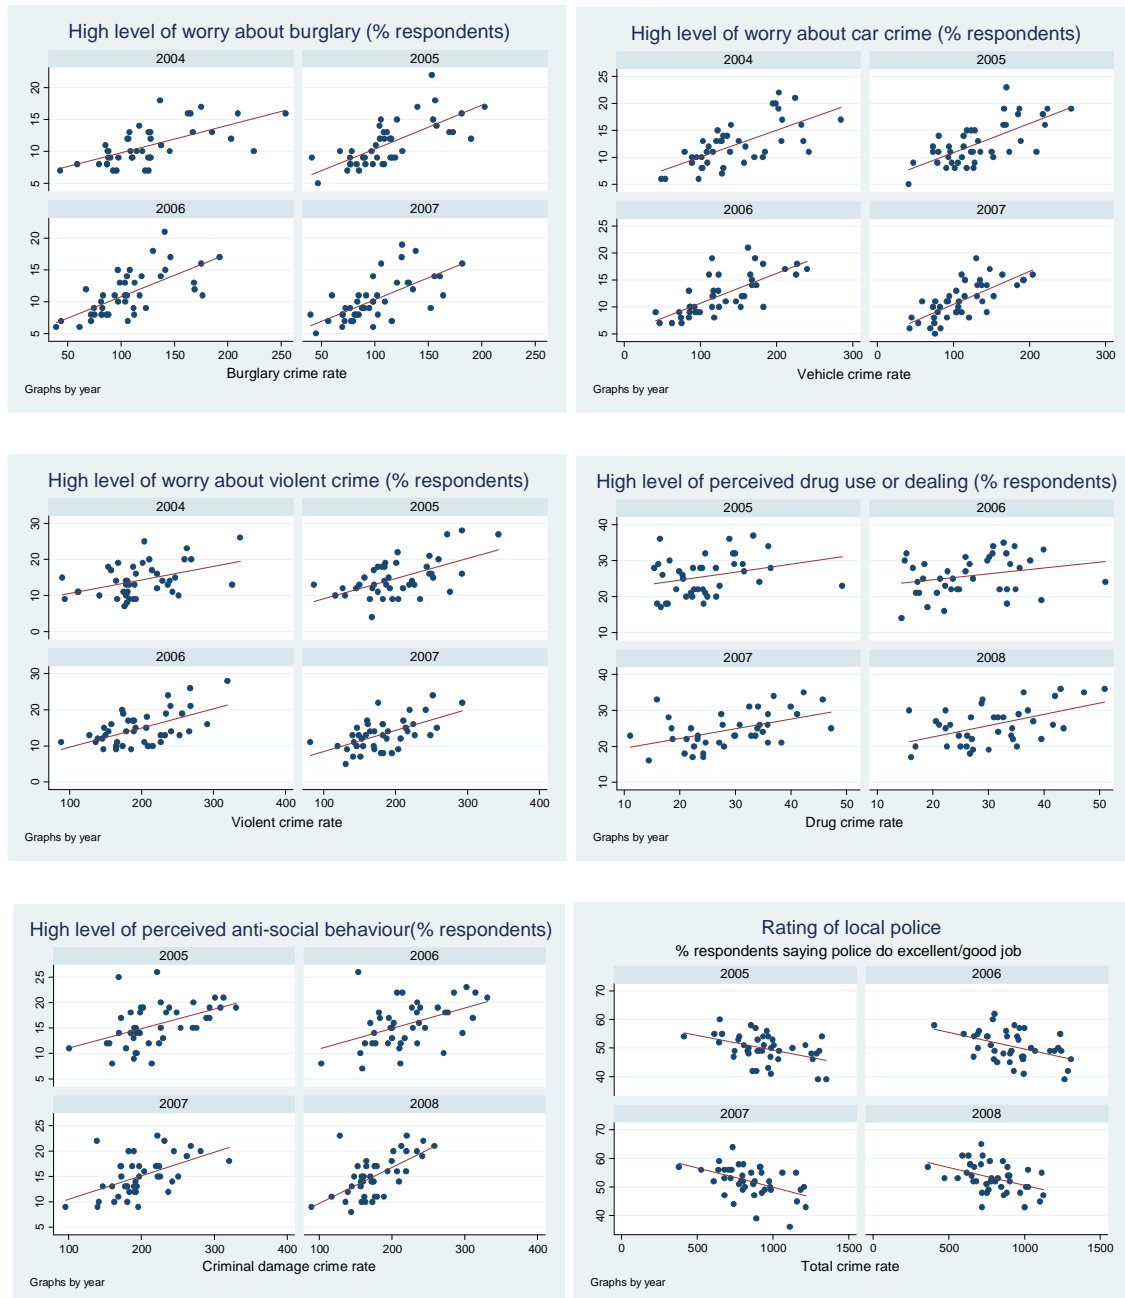 High level of worry about burglary (% respondents)
2004 2005
5 10 15 20
2006 2007
5 10 15 20
50 100 150 200 250 50 100 150 200 250
Burglary crime rate
Graphs by year
High level of worry about car crime (% respondents)
2004 2005
5 10 15 20 25
2006 2007
5 10 15 20 25
0 100 200 300 0 100 200 300
Vehicle crime rate
Graphs by year
High level of worry about violent crime (% respondents)
2004 2005
0 10 20 30
2006 2007
0 10 20 30
100 200 300 400 100 200 300 400
Violent crime rate
Graphs by year
High level of perceived drug use or dealing (% respondents)
2005 2006
10 20 30 40
2007 2008
10 20 30 40
10 20 30 40 50 10 20 30 40 50
Drug crime rate
Graphs by year
High level of perceived anti-social behaviour(% respondents)
2005 2006
5 10 15 20 25
2007 2008
5 10 15 20 25
100 200 300 400 100 200 300 400
Criminal damage crime rate
Graphs by year
Rating of local police
% respondents saying police do excellent/good job
2005 2006
40 50 60 70
2007 2008
40 50 60 70
0 500 1000 1500 0 500 1000 1500
Total crime rate
Graphs by year